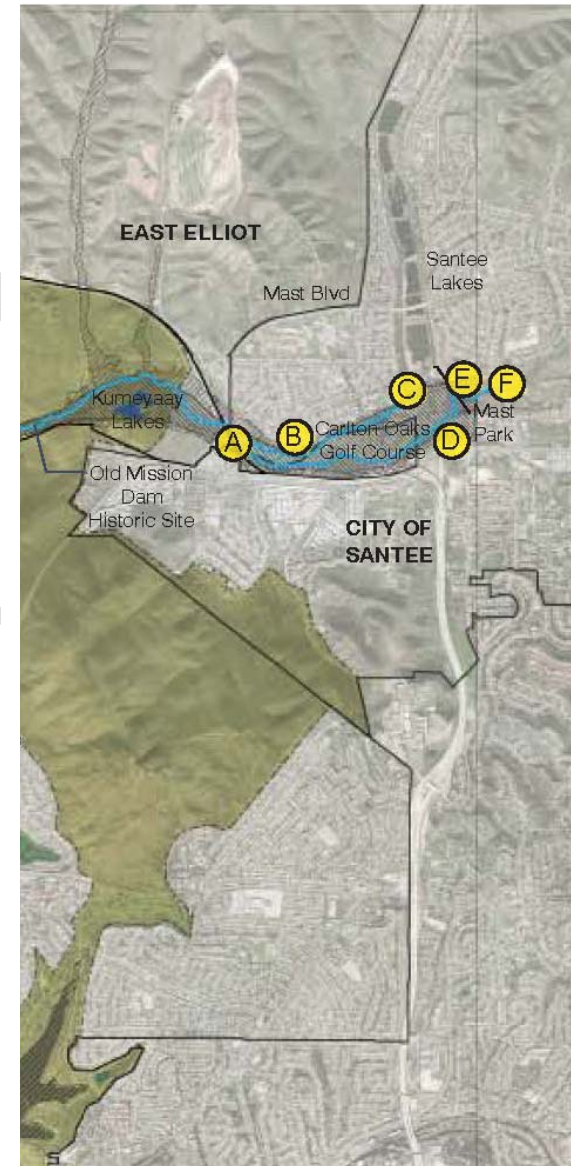 EAST ELLIOT
Mast Blvd
Santee
Lakes
C
E
F
Kumeyaay
Lakes
A
B
Carlton Oaks
Golf Course
D
Mast
Park
Old Mission
Dam
Historic Site
CITY OF
SANTEE
S